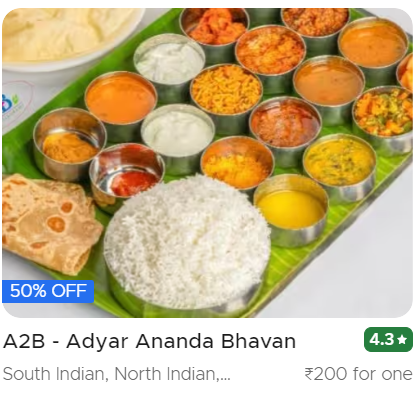 50% OFF
A2B - Adyar Ananda Bhavan
4.3★
South Indian, North Indian,...
₹200 for one